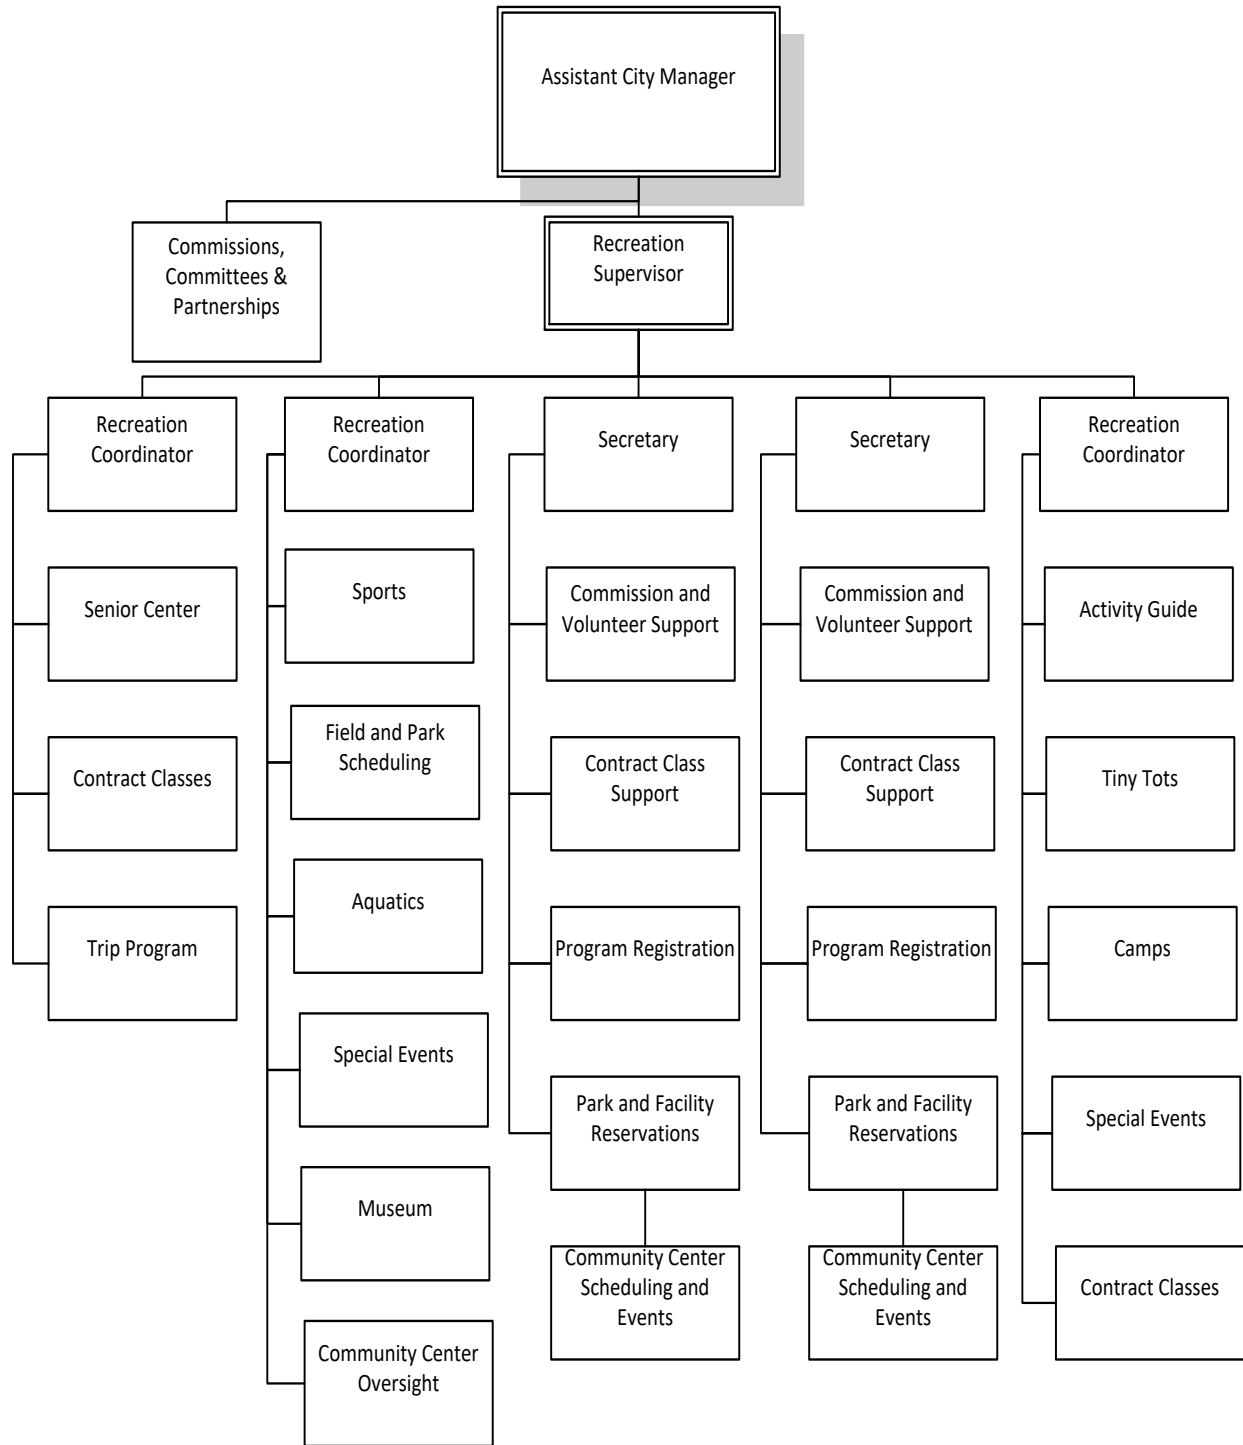 Assistant City Manager
Commissions,
Committees &
Partnerships
Recreation
Supervisor
Recreation
Coordinator
Senior Center
Contract Classes
Trip Program
Recreation
Coordinator
Sports
Field and Park
Scheduling
Aquatics
Special Events
Museum
Community Center
Oversight
Secretary
Commission and
Volunteer Support
Contract Class
Support
Program Registration
Park and Facility
Reservations
Community Center
Scheduling and
Events
Secretary
Commission and
Volunteer Support
Contract Class
Support
Program Registration
Park and Facility
Reservations
Community Center
Scheduling and
Events
Recreation
Coordinator
Activity Guide
Tiny Tots
Camps
Special Events
Contract Classes